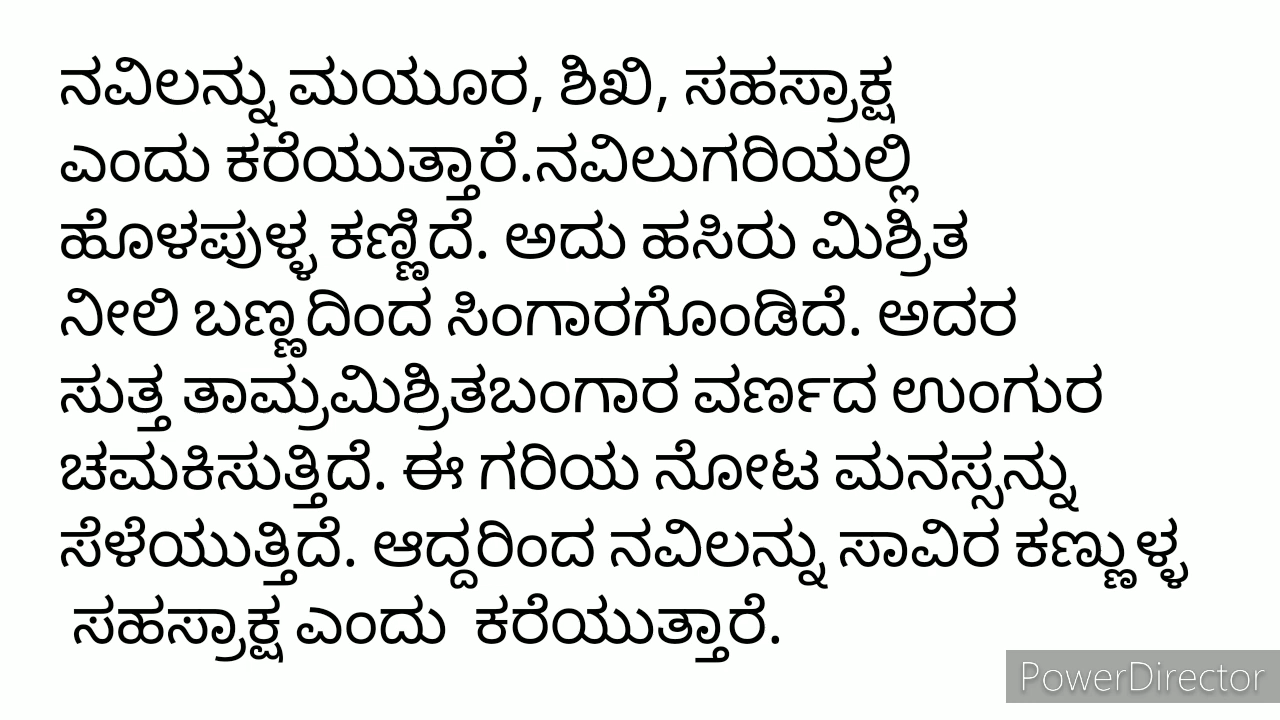 ನವಿಲನ್ನು ಮಯೂರ, ಶಿಖಿ, ಸಹಸ್ರಾಕ್ಷ
ಎಂದು ಕರೆಯುತ್ತಾರೆ.ನವಿಲುಗರಿಯಲ್ಲಿ
ಹೊಳಪುಳ್ಳ ಕಣ್ಣಿದೆ. ಅದು ಹಸಿರು ಮಿಶ್ರಿತ
ನೀಲಿ ಬಣ್ಣದಿಂದ ಸಿಂಗಾರಗೊಂಡಿದೆ. ಅದರ
ಸುತ್ತ ತಾಮ್ರಮಿಶ್ರಿತಬಂಗಾರ ವರ್ಣದ ಉಂಗುರ
ಚಮಕಿಸುತ್ತಿದೆ. ಈ ಗರಿಯ ನೋಟ ಮನಸ್ಸನ್ನು
ಸೆಳೆಯುತ್ತಿದೆ. ಆದ್ದರಿಂದ ನವಿಲನ್ನು ಸಾವಿರ ಕಣ್ಣುಳ್ಳ
ಸಹಸ್ರಾಕ್ಷ ಎಂದು  ಕರೆಯುತ್ತಾರೆ.
PowerDirector